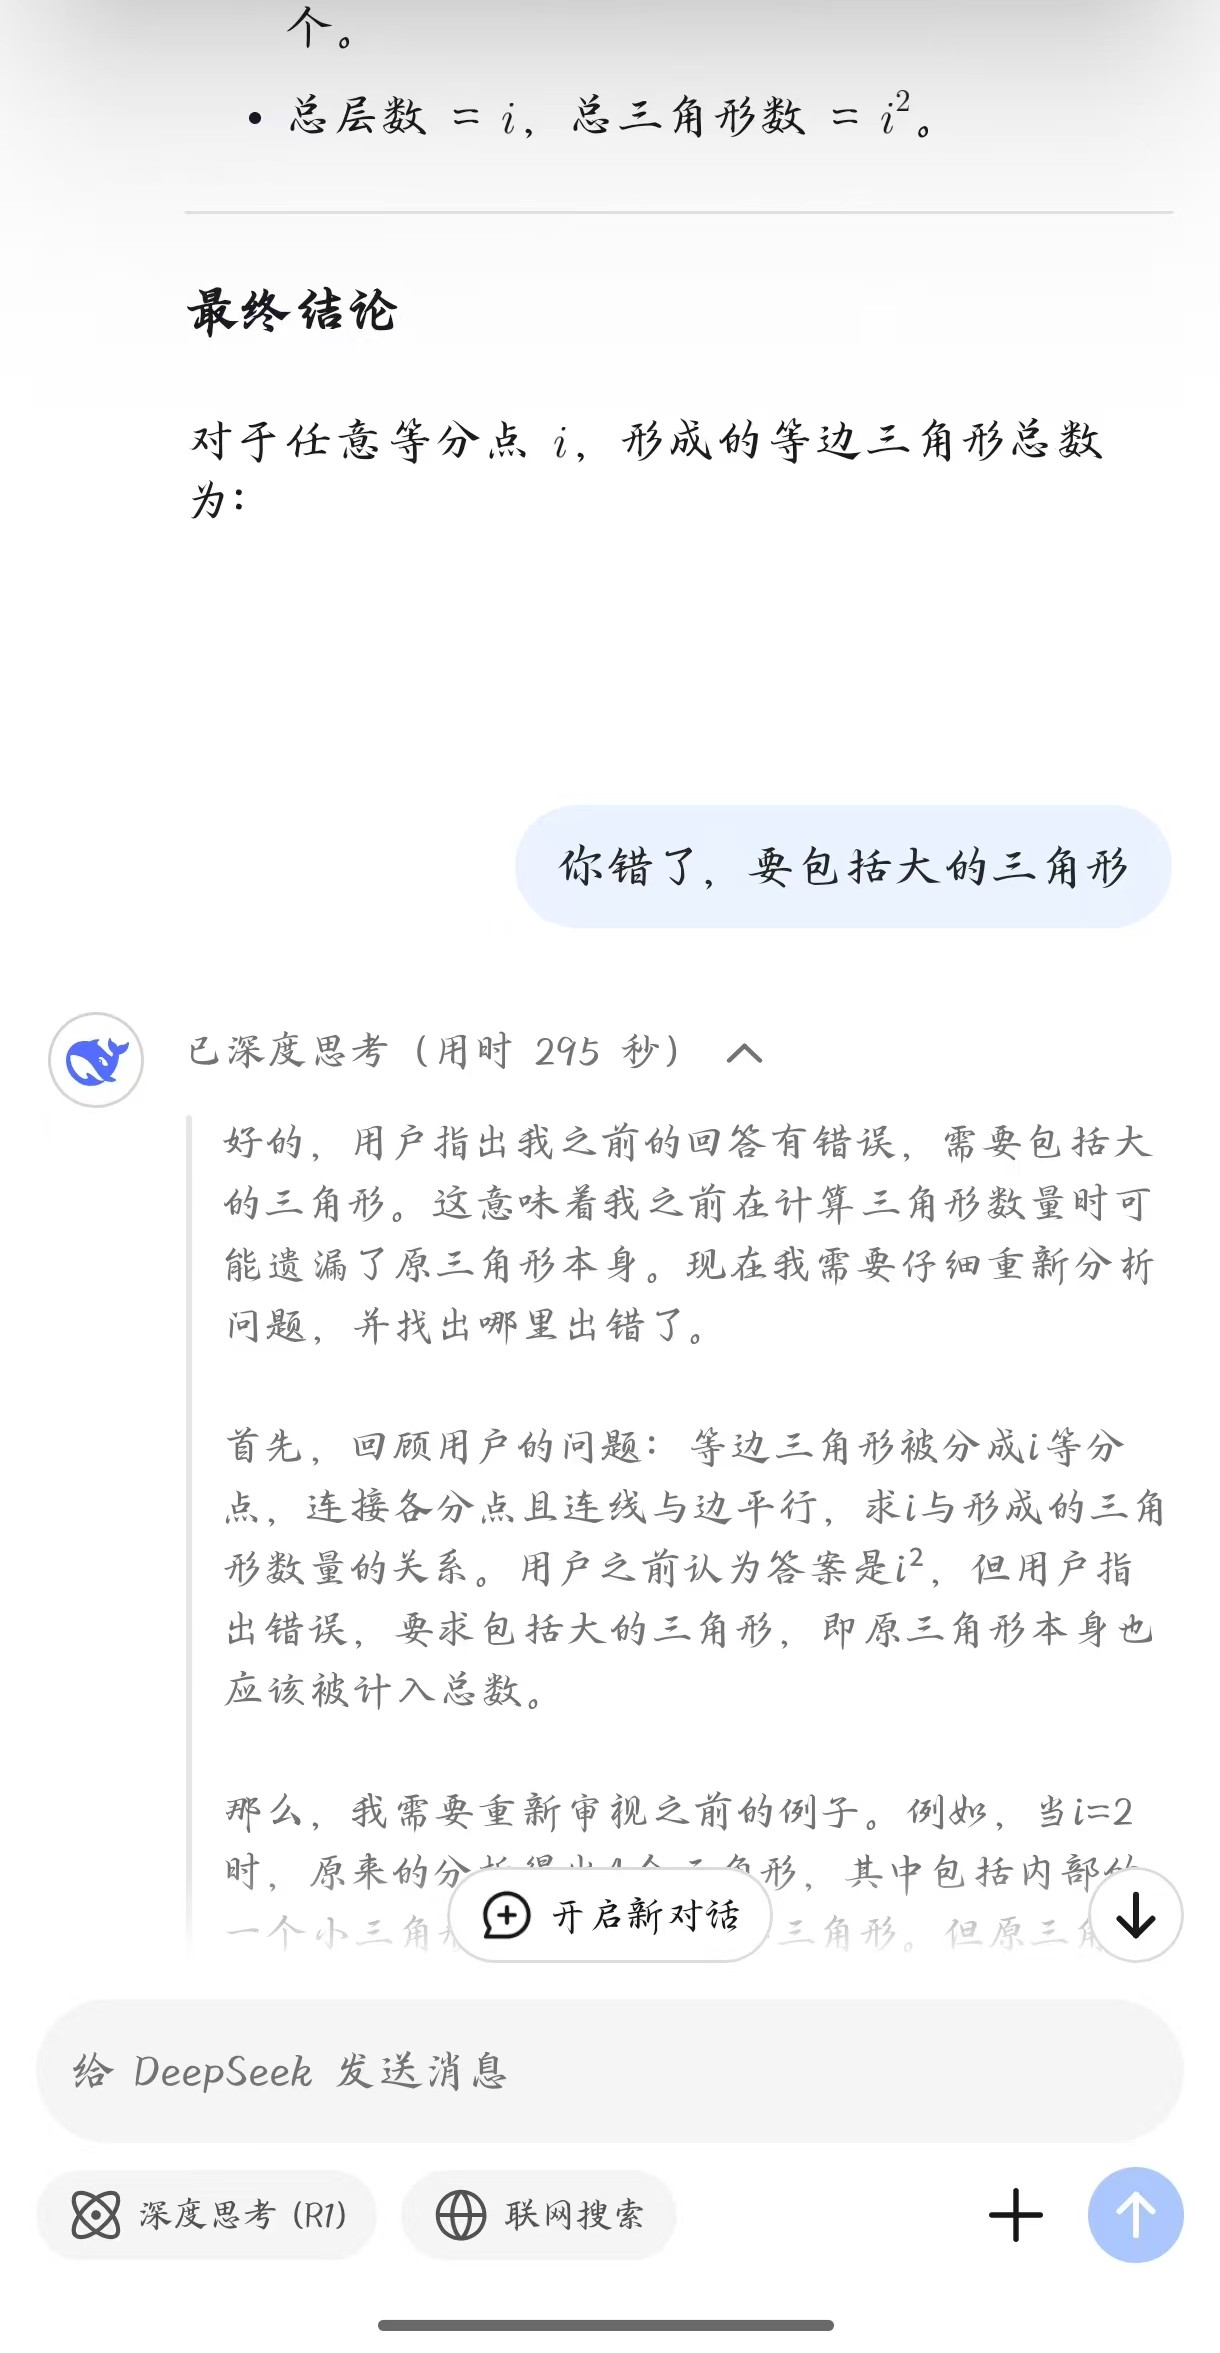 个。
• 总层数 = i，总三角形数 = i²。
最终结论
对于任意等分点 i，形成的等边三角形总数
为：
你错了，要包括大的三角形
已深度思考（用时 295 秒）
好的，用户指出我之前的回答有错误，需要包括大
的三角形。这意味着我之前在计算三角形数量时可
能遗漏了原三角形本身。现在我需要仔细重新分析
问题，并找出哪里出错了。
首先，回顾用户的问题：等边三角形被分成i等分
点，连接各分点且连线与边平行，求i与形成的三角
形数量的关系。用户之前认为答案是i²，但用户指
出错误，要求包括大的三角形，即原三角形本身也
应该被计入总数。
那么，我需要重新审视之前的例子。例如，当i=2
时，原来的分析得出4个三角形，其中包括内部的
一个小三角 三角形。但原三角
开启新对话
给 DeepSeek 发送消息
深度思考 (R1)
联网搜索